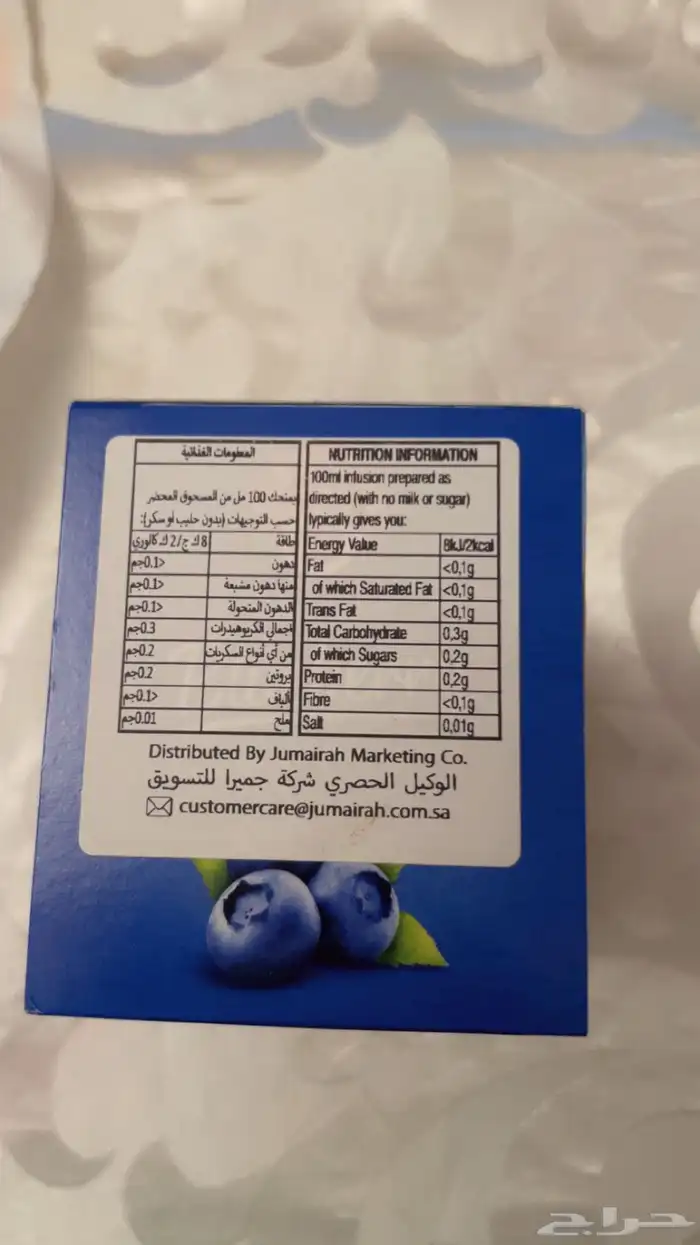 المعلومات الغذائية
يمنحك 100 مل من المسحوق المحضر
حسب التوجيهات (بدون حليب أو سكر):
طاقة 8 ك ج/2 ك كالوري
دهون <0.1جم
منها دهون مشبعة <0.1جم
الدهون المتحولة <0.1جم
اجمالي الكربوهيدرات 0.3جم
من أي أنواع السكريات 0.2جم
بروتين 0.2جم
ألياف <0.1جم
ملح 0.01جم
NUTRITION INFORMATION
100ml infusion prepared as
directed (with no milk or sugar)
typically gives you:
Energy Value 8kJ/2kcal
Fat <0,1g
of which Saturated Fat <0,1g
Trans Fat <0,1g
Total Carbohydrate 0,3g
of which Sugars 0,2g
Protein 0,2g
Fibre <0,1g
Salt 0,01g
Distributed By Jumairah Marketing Co.
الوكيل الحصري شركة جميرا للتسويق
customercare@jumairah.com.sa
حراج